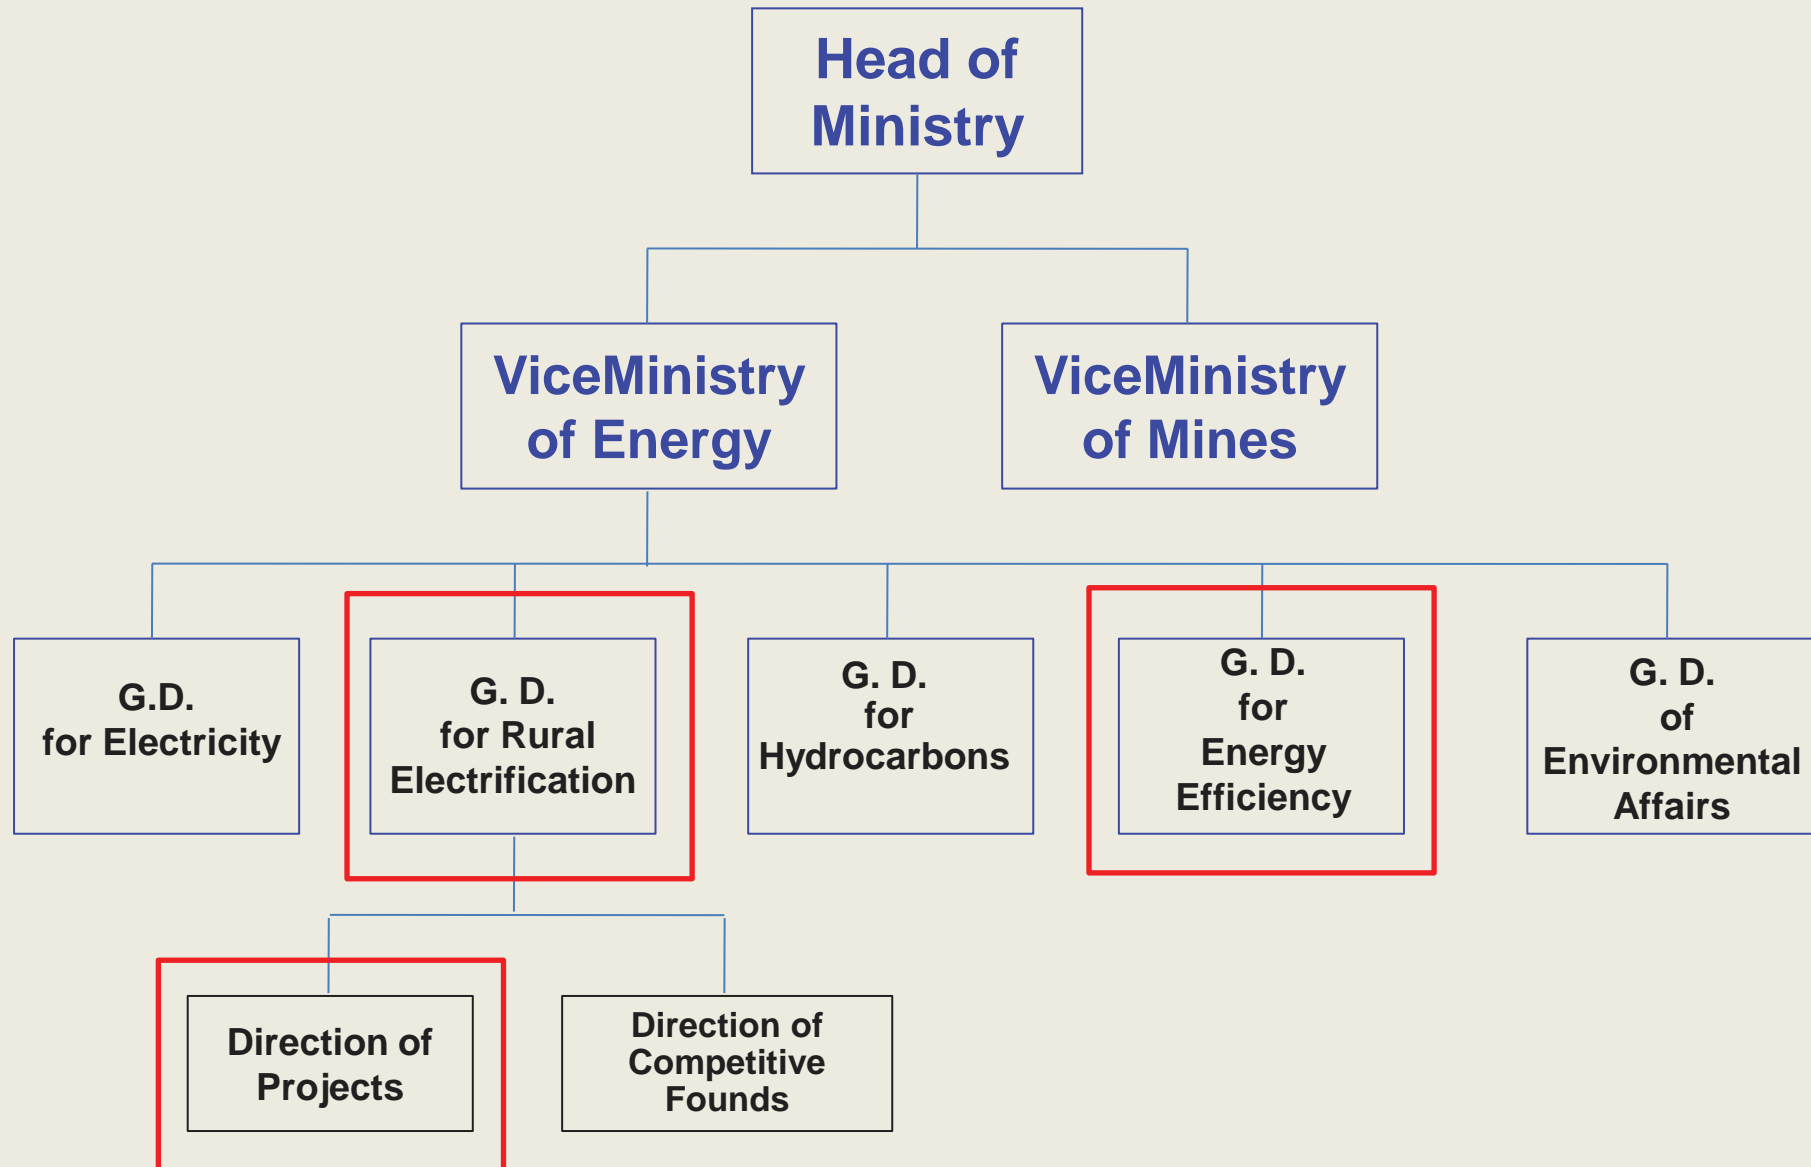 Head of
Ministry
ViceMinistry
of Energy
ViceMinistry
of Mines
G.D.
for Electricity
G. D.
for Rural
Electrification
G. D.
for
Hydrocarbons
G. D.
for
Energy
Efficiency
G. D.
of
Environmental
Affairs
Direction of
Projects
Direction of
Competitive
Founds